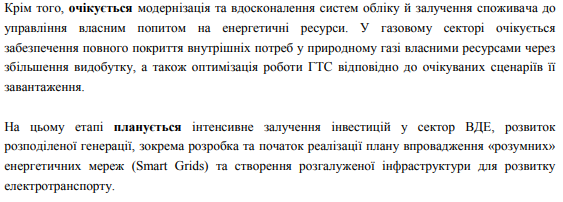 Крім того, очікується модернізація та вдосконалення систем обліку й залучення споживача до
управління власним попитом на енергетичні ресурси. У газовому секторі очікується
забезпечення повного покриття внутрішніх потреб у природному газі власними ресурсами через
збільшення видобутку, а також оптимізація роботи ГТС відповідно до очікуваних сценаріїв її
завантаження.
На цьому етапі планується інтенсивне залучення інвестицій у сектор ВДЕ, розвиток
розподіленої генерації, зокрема розробка та початок реалізації плану впровадження «розумних»
енергетичних мереж (Smart Grids) та створення розгалуженої інфраструктури для розвитку
електротранспорту.